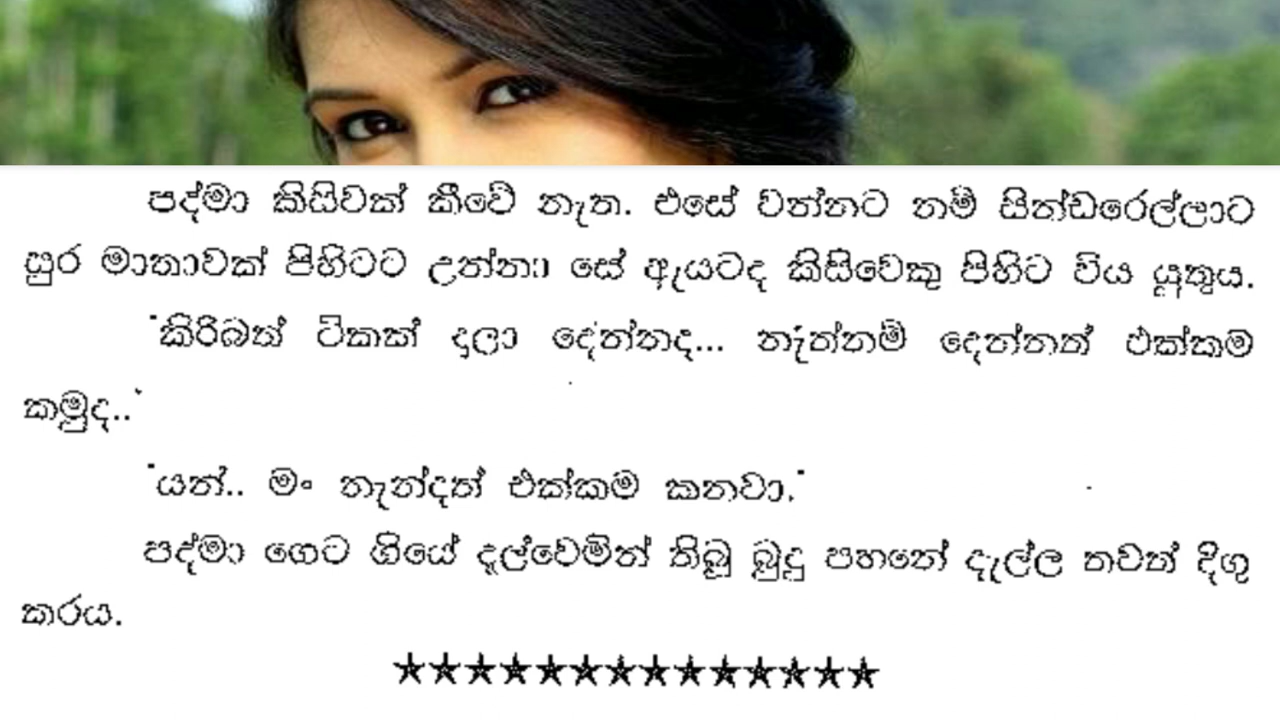 පද්මා කිසිවක් කීවේ නැත. එසේ වන්නට නම් සින්ඩරෙල්ලාට
සුර මාතාවක් පිහිටට උන්නා සේ ඇයටද කිසිවෙකු පිහිට විය යුතුය.
"කිරිබත් ටිකක් දාලා දෙන්නද... නැන්නම් දෙන්නත් එක්කම
කමුද.."
"යන්.. මං නැන්දත් එක්කම කනවා."
පද්මා ගෙට ගියේ දැල්වෙමින් තිබූ බුදු පහනේ දැල්ල තවත් දිගු
කරය.